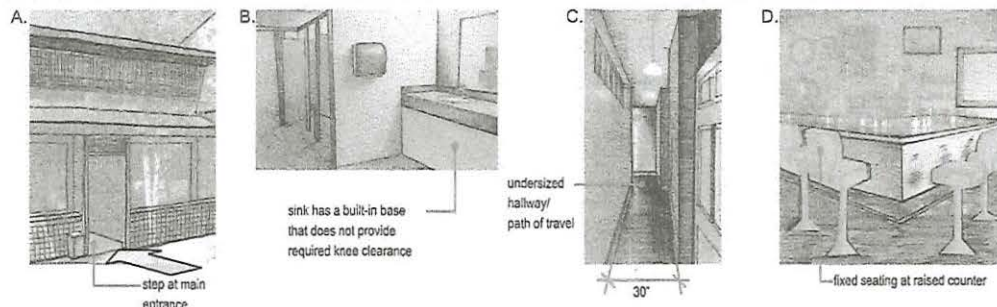 A.
step at main
entrance
B.
sink has a built-in base
that does not provide
required knee clearance
C.
undersized
hallway/
path of travel
30"
D.
fixed seating at raised counter